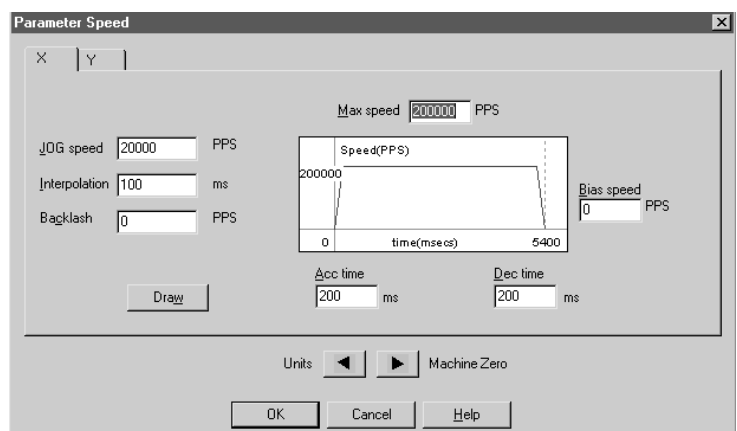 Parameter Speed
X Y
Max speed 200000 PPS
JOG speed 20000 PPS
Interpolation 100 ms
Backlash 0 PPS
Speed(PPS)
200000
0 time(msecs) 5400
Bias speed
0 PPS
Acc time
200 ms
Dec time
200 ms
Draw
Units Machine Zero
OK Cancel Help